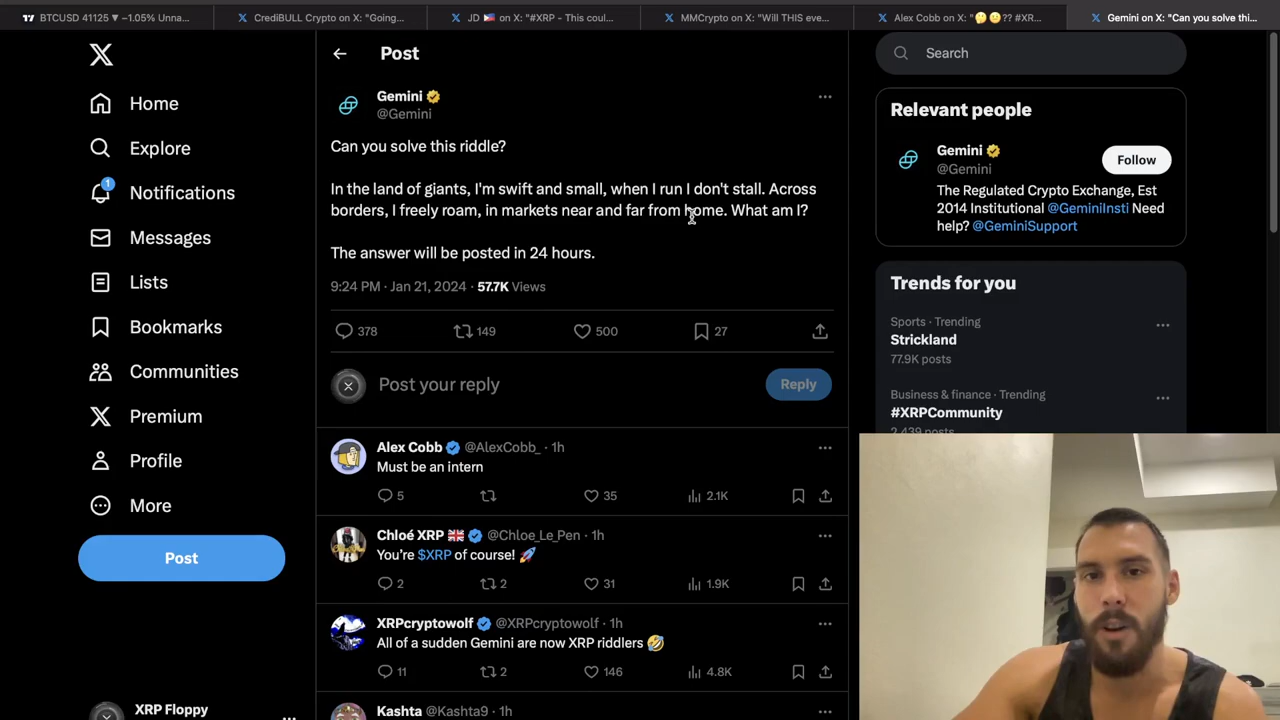 BTCUSD 41125 ▼ −1.05% Unna...
CrediBULL Crypto on X: "Going...
JD 🇵🇭 on X: "#XRP - This coul...
MMCrypto on X: "Will THIS eve...
Alex Cobb on X: "🤔🫡?? #XR...
Gemini on X: "Can you solve thi...
Home
Explore
1
Notifications
Messages
Lists
Bookmarks
Communities
Premium
Profile
More
Post
XRP Floppy
Post
Gemini
@Gemini
Can you solve this riddle?
In the land of giants, I'm swift and small, when I run I don't stall. Across
borders, I freely roam, in markets near and far from home. What am I?
The answer will be posted in 24 hours.
9:24 PM · Jan 21, 2024 · 57.7K Views
378 149 500 27
Post your reply
Reply
Alex Cobb @AlexCobb_ · 1h
Must be an intern
5 35 2.1K
Chloé XRP 🇬🇧 @Chloe_Le_Pen · 1h
You're $XRP of course! 🚀
2 2 31 1.9K
XRPcryptowolf @XRPcryptowolf · 1h
All of a sudden Gemini are now XRP riddlers 🤣
11 2 146 4.8K
Kashta @Kashta9 · 1h
Search
Relevant people
Gemini
@Gemini
Follow
The Regulated Crypto Exchange, Est
2014 Institutional @GeminiInsti Need
help? @GeminiSupport
Trends for you
Sports · Trending
Strickland
77.9K posts
Business & finance · Trending
#XRPCommunity
2,439 posts